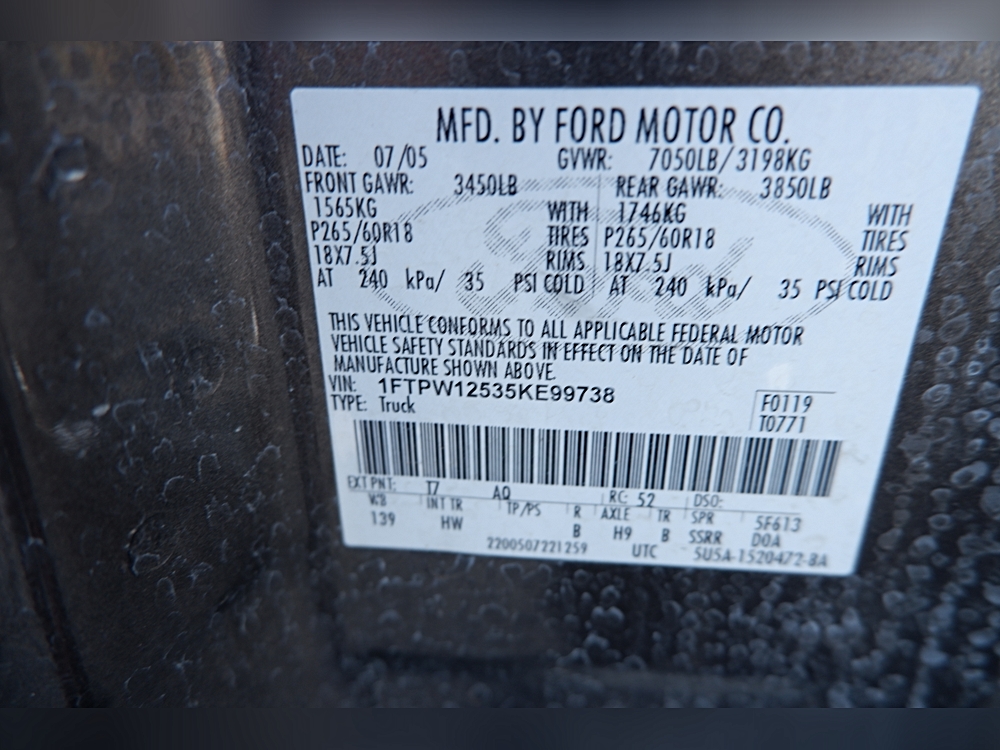 MFD. BY FORD MOTOR CO.
DATE: 07/05 GVWR: 7050LB/3198KG
FRONT GAWR: 3450LB REAR GAWR: 3850LB
1565KG WITH 1746KG WITH
P265/60R18 TIRES P265/60R18 TIRES
18X7.5J RIMS 18X7.5J RIMS
AT 240 kPa/ 35 PSI COLD AT 240 kPa/ 35 PSI COLD
THIS VEHICLE CONFORMS TO ALL APPLICABLE FEDERAL MOTOR
VEHICLE SAFETY STANDARDS IN EFFECT ON THE DATE OF
MANUFACTURE SHOWN ABOVE.
VIN: 1FTPW12535KE99738
TYPE: Truck
F0119
T0771
EXT PNT: T7 AQ RC: 52 DSO:
WB INT TR TP/PS R AXLE TR SPR 5F613
139 HW B H9 B SSRR DOA
2200507221259 UTC 5U5A-1520472-BA